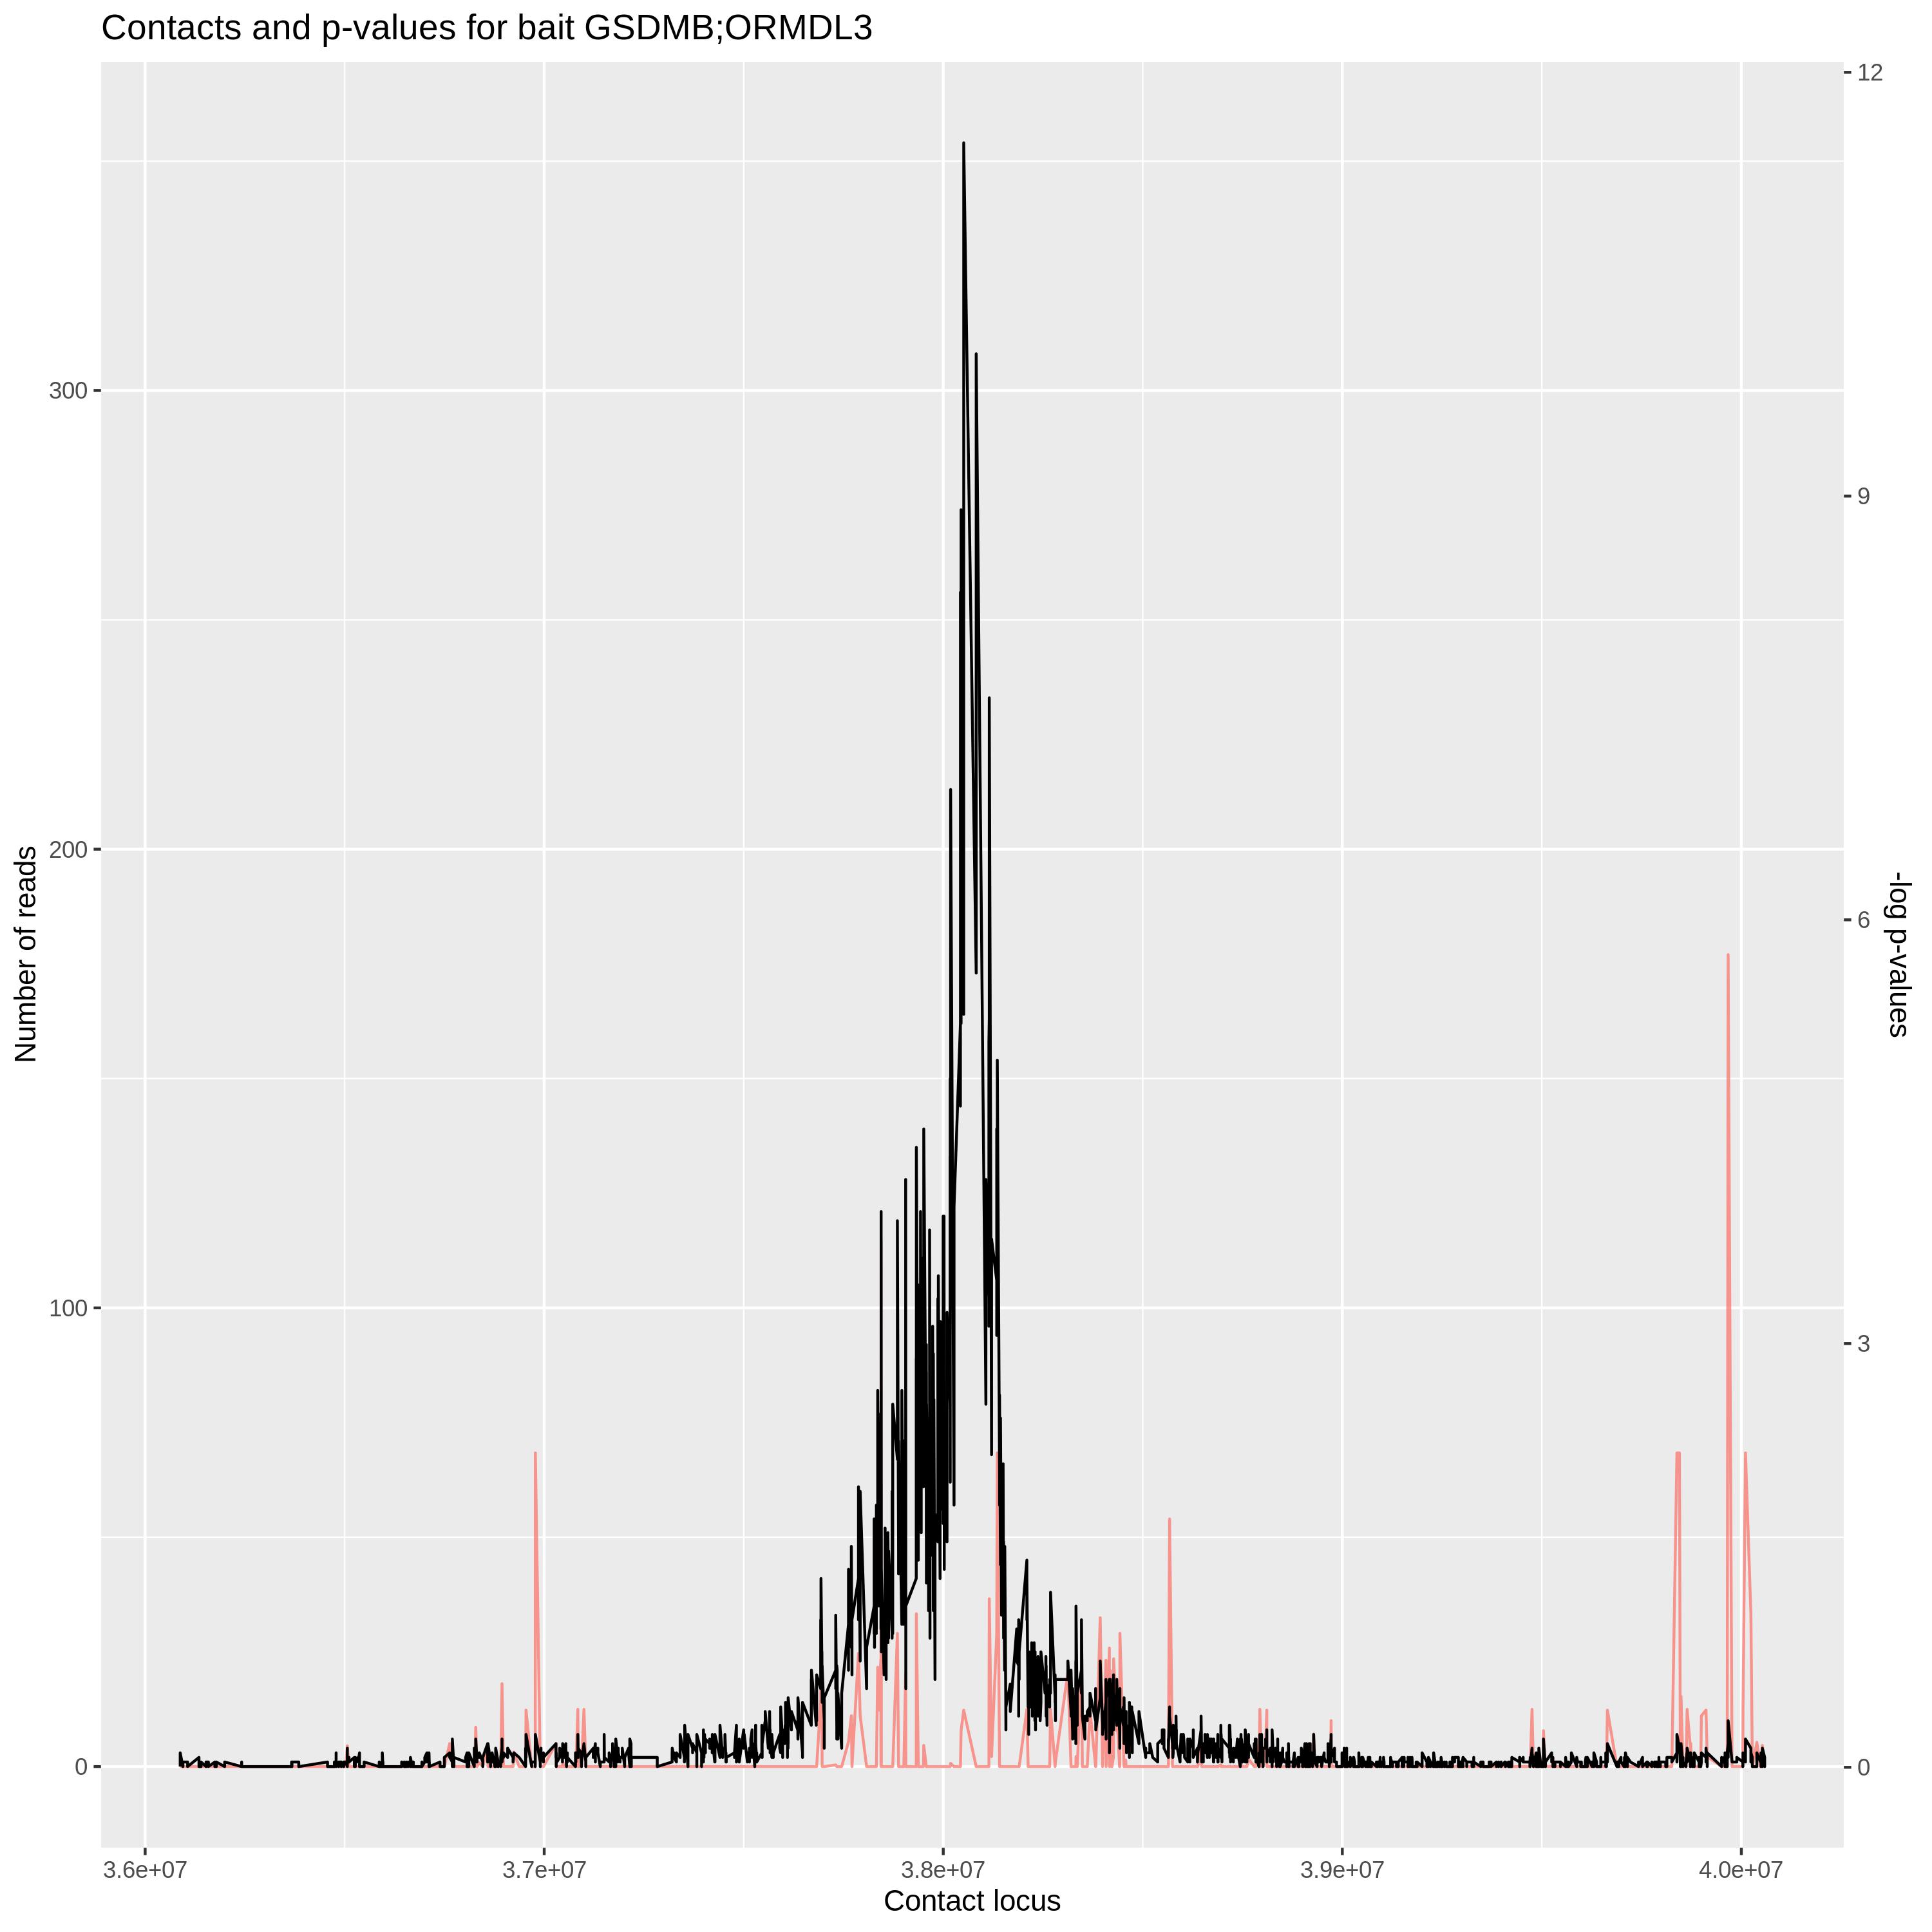 Contacts and p-values for bait GSDMB;ORMDL3
12
300
9
200
6
Number of reads
-log p-values
100
3
0
0
3.6e+07 3.7e+07 3.8e+07 3.9e+07 4.0e+07
Contact locus